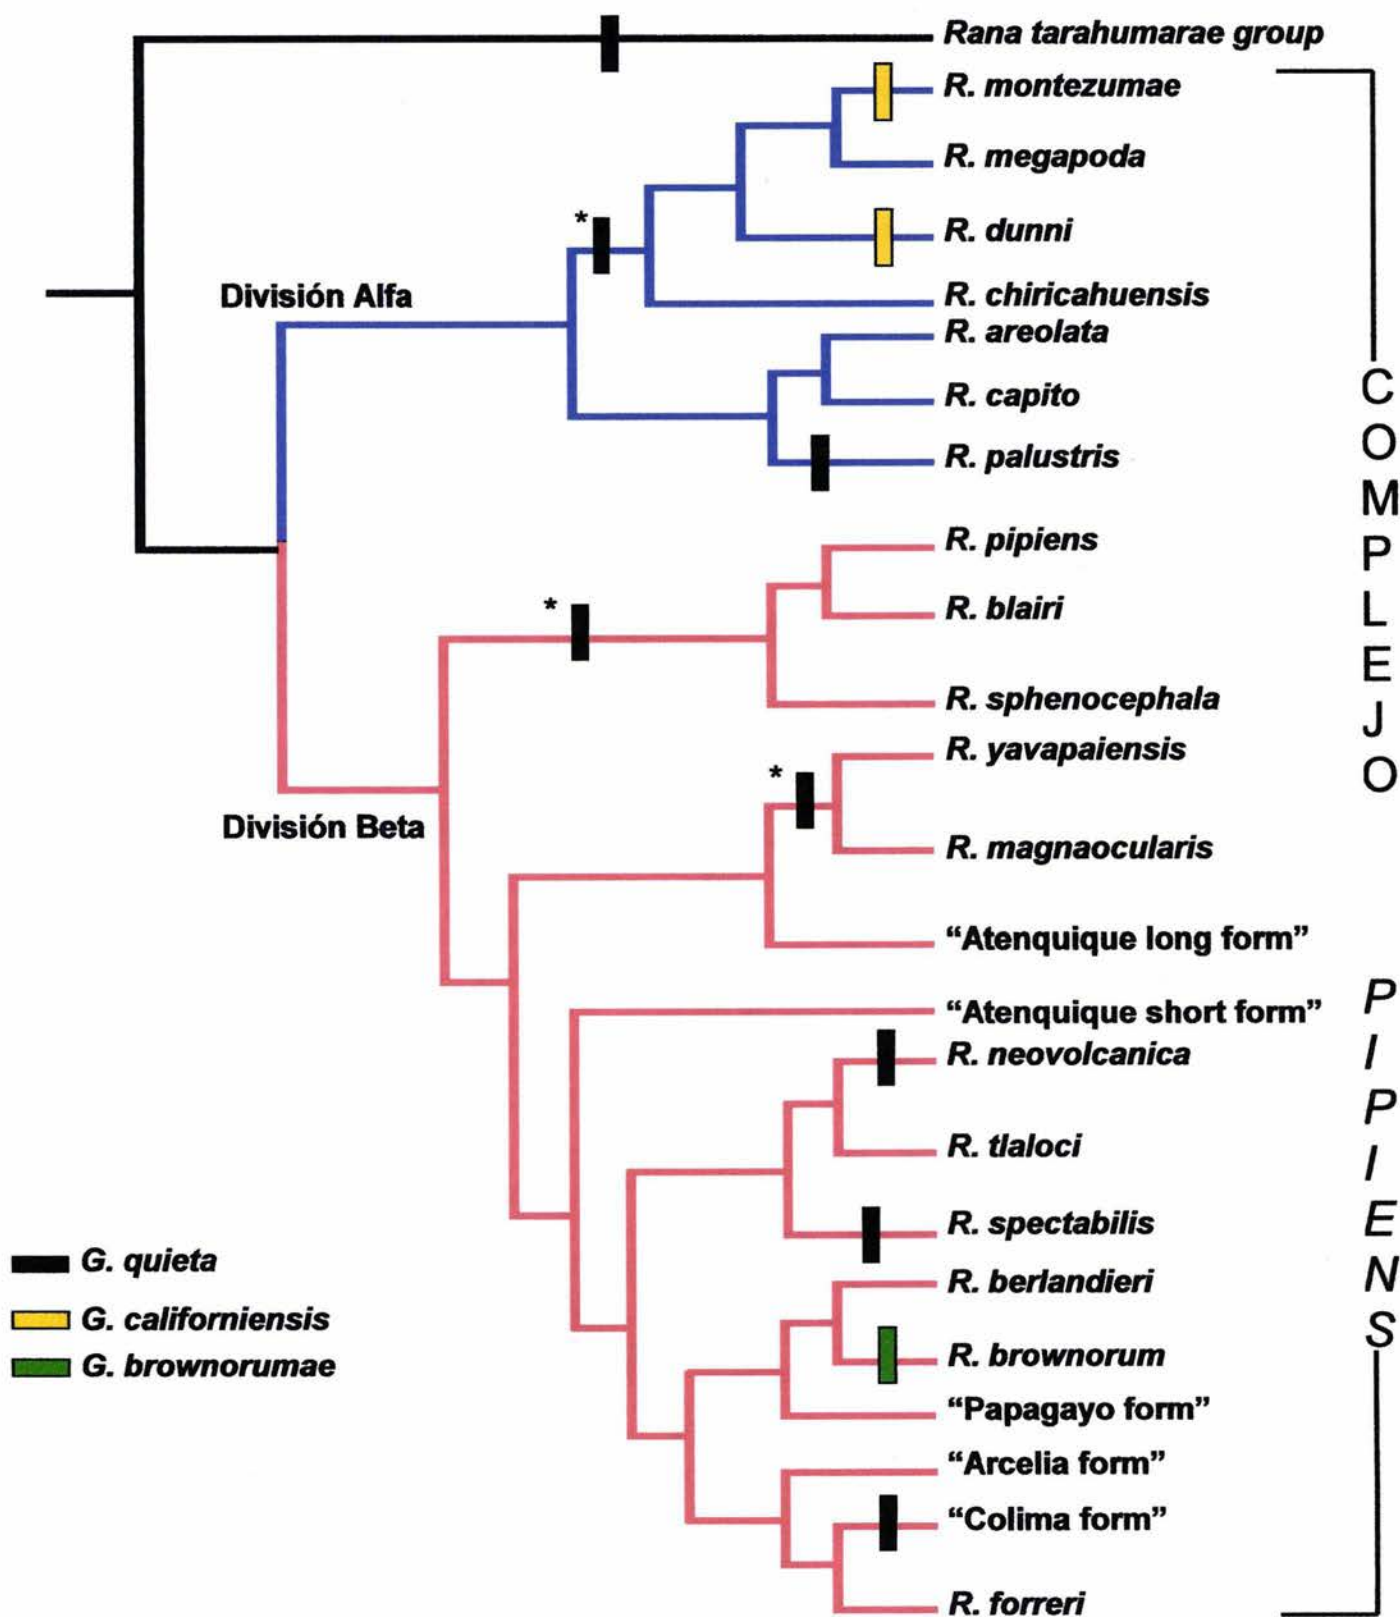 Rana tarahumarae group
R. montezumae
R. megapoda
*
R. dunni
División Alfa
R. chiricahuensis
R. areolata
R. capito
R. palustris
R. pipiens
*
R. blairi
R. sphenocephala
R. yavapaiensis
*
División Beta
R. magnaocularis
“Atenquique long form”
“Atenquique short form”
R. neovolcanica
R. tlaloci
R. spectabilis
R. berlandieri
R. brownorum
“Papagayo form”
“Arcelia form”
“Colima form”
R. forreri
COMPLEJO
PIPIENS
G. quieta
G. californiensis
G. brownorumae